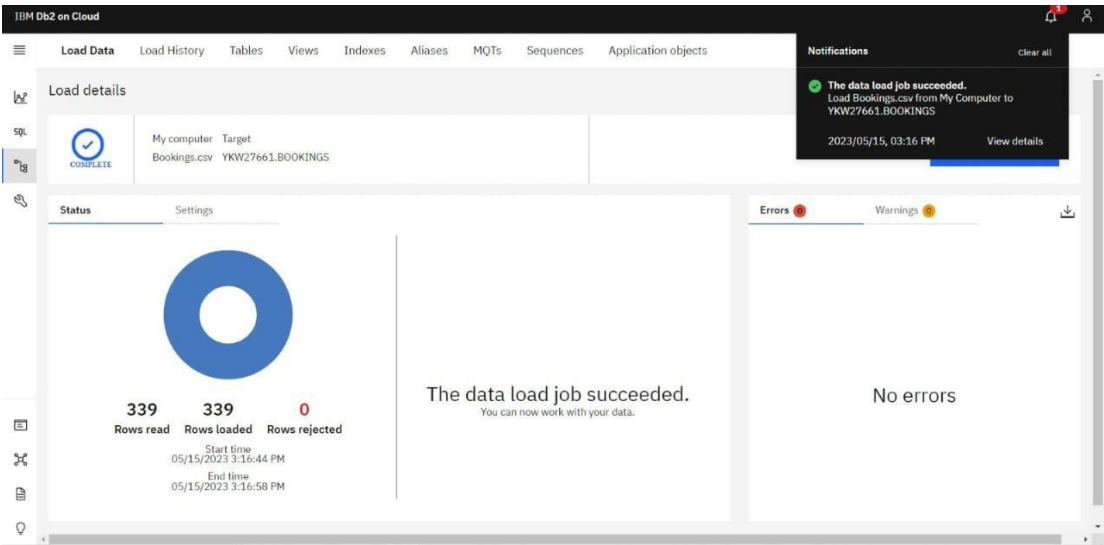 IBM Db2 on Cloud
1
Load Data Load History Tables Views Indexes Aliases MQTs Sequences Application objects
Notifications Clear all
The data load job succeeded.
Load Bookings.csv from My Computer to
YKW27661.BOOKINGS
2023/05/15, 03:16 PM View details
Load details
SQL
COMPLETE
My computer Target
Bookings.csv YKW27661.BOOKINGS
Status Settings
Errors 0 Warnings 0
339 339 0
Rows read Rows loaded Rows rejected
Start time
05/15/2023 3:16:44 PM
End time
05/15/2023 3:16:58 PM
The data load job succeeded.
You can now work with your data.
No errors